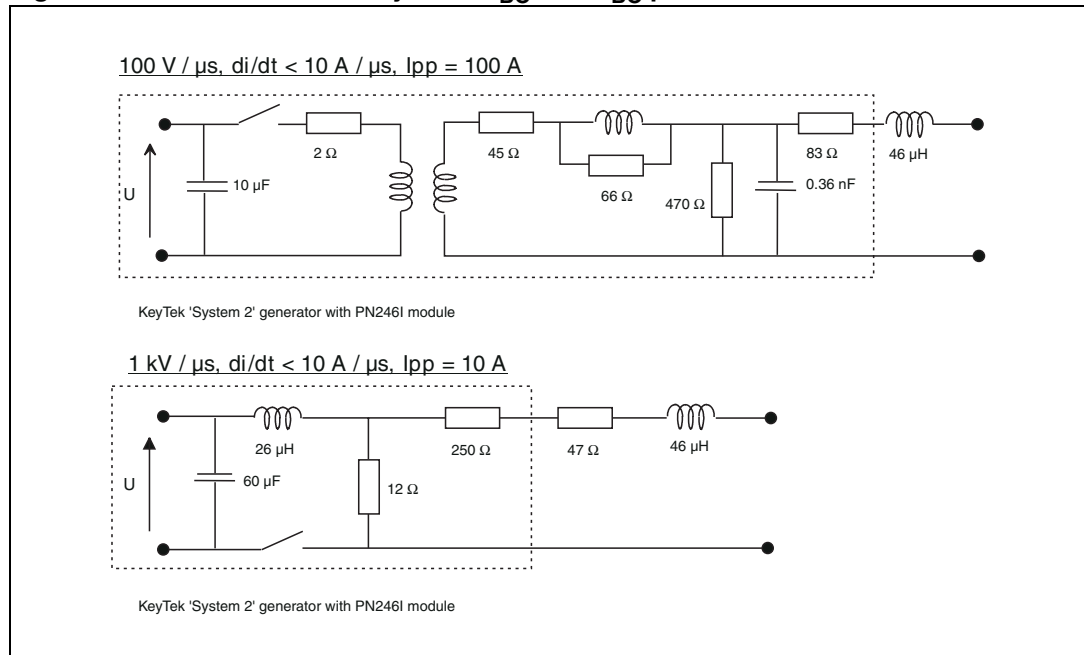 100 V / µs, di/dt < 10 A / µs, Ipp = 100 A
2 Ω
45 Ω
83 Ω
46 µH
U
10 µF
66 Ω
470 Ω
0.36 nF
KeyTek 'System 2' generator with PN246I module
1 kV / µs, di/dt < 10 A / µs, Ipp = 10 A
26 µH
250 Ω
47 Ω
46 µH
U
60 µF
12 Ω
KeyTek 'System 2' generator with PN246I module